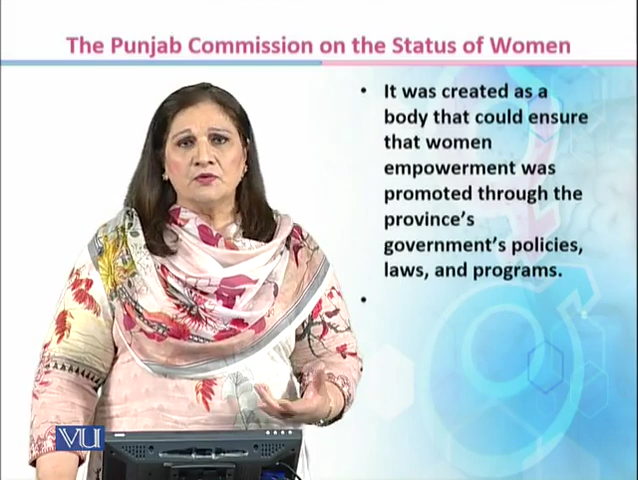 The Punjab Commission on the Status of Women
• It was created as a
body that could ensure
that women
empowerment was
promoted through the
province's
government's policies,
laws, and programs.
•
VU